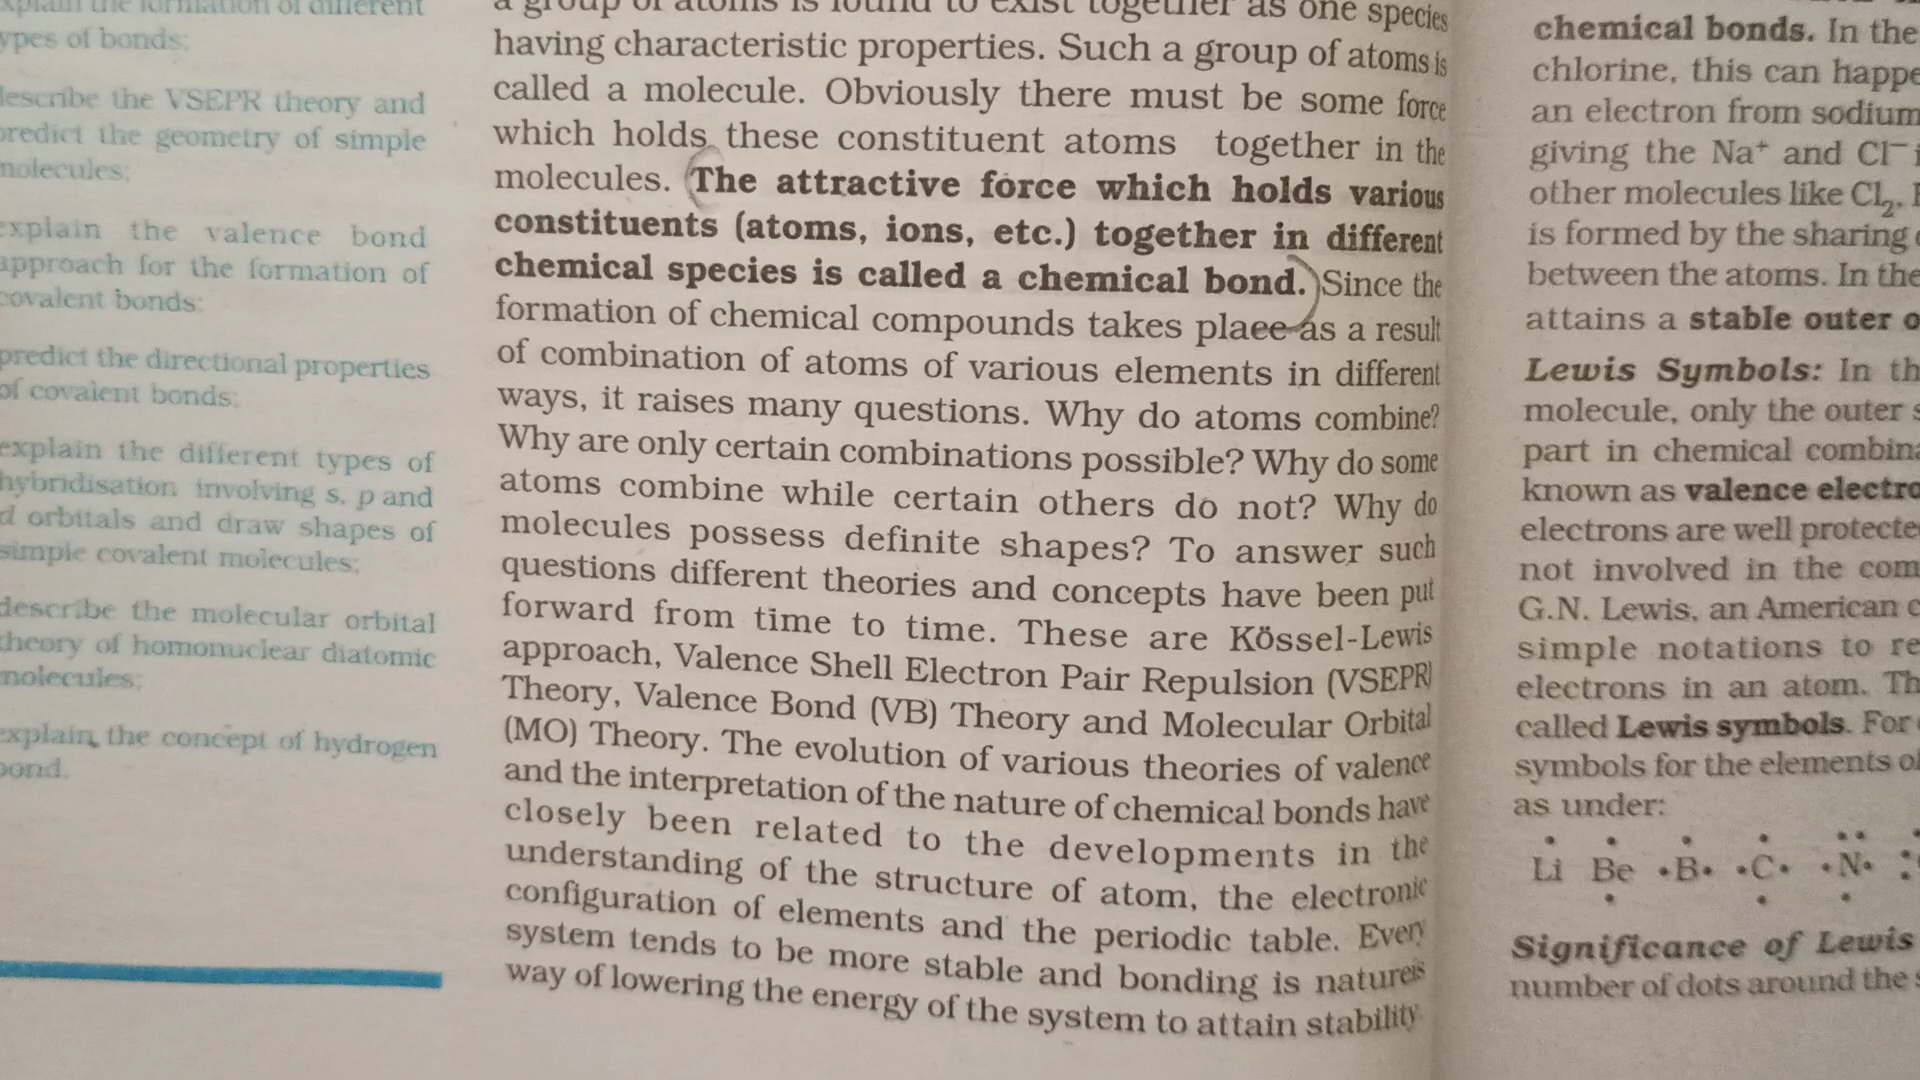 explain the formation of different
types of bonds;
describe the VSEPR theory and
predict the geometry of simple
molecules;
explain the valence bond
approach for the formation of
covalent bonds;
predict the directional properties
of covalent bonds;
explain the different types of
hybridisation involving s, p and
d orbitals and draw shapes of
simple covalent molecules;
describe the molecular orbital
theory of homonuclear diatomic
molecules;
explain the concept of hydrogen
bond.
a group of atoms is found to exist together as one species
having characteristic properties. Such a group of atoms is
called a molecule. Obviously there must be some force
which holds these constituent atoms together in the
molecules. The attractive force which holds various
constituents (atoms, ions, etc.) together in different
chemical species is called a chemical bond. Since the
formation of chemical compounds takes place as a result
of combination of atoms of various elements in different
ways, it raises many questions. Why do atoms combine?
Why are only certain combinations possible? Why do some
atoms combine while certain others do not? Why do
molecules possess definite shapes? To answer such
questions different theories and concepts have been put
forward from time to time. These are Kössel-Lewis
approach, Valence Shell Electron Pair Repulsion (VSEPR)
Theory, Valence Bond (VB) Theory and Molecular Orbital
(MO) Theory. The evolution of various theories of valence
and the interpretation of the nature of chemical bonds have
closely been related to the developments in the
understanding of the structure of atom, the electronic
configuration of elements and the periodic table. Every
system tends to be more stable and bonding is nature's
way of lowering the energy of the system to attain stability.
chemical bonds. In the
chlorine, this can
an electron from sodium
giving the Na⁺ and Cl⁻
other molecules like Cl₂,
is formed by the sharing
between the atoms. In the
attains a stable outer
Lewis Symbols: In
molecule, only the outer
part in chemical
known as valence
electrons are well
not involved in the
G.N. Lewis, an American
simple notations to
electrons in an atom.
called Lewis symbols. For
symbols for the elements
as under:
Li Be B C N
Significance of Lewis
number of dots around the